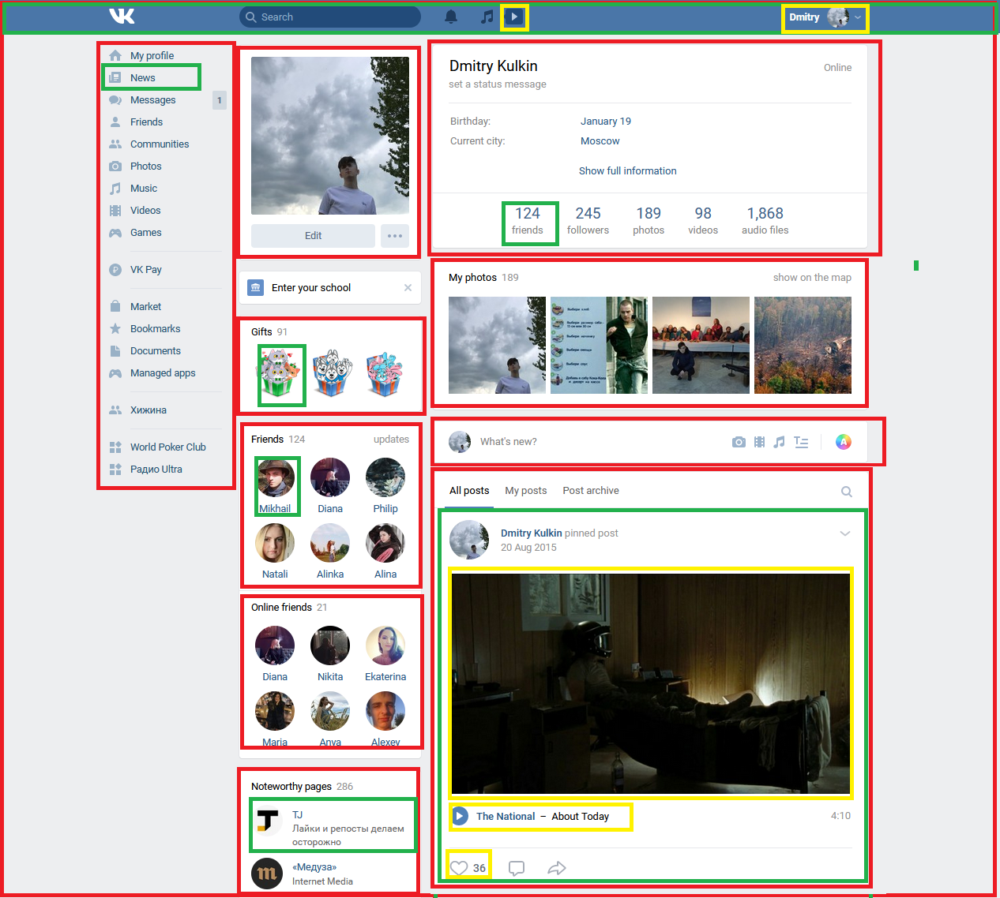 VK
Search
Dmitry
My profile
News
Messages 1
Friends
Communities
Photos
Music
Videos
Games
VK Pay
Market
Bookmarks
Documents
Managed apps
Хижина
World Poker Club
Радио Ultra
Edit
Enter your school
Gifts 91
Friends 124 updates
Mikhail Diana Philip
Natali Alinka Alina
Online friends 21
Diana Nikita Ekaterina
Maria Anya Alexey
Noteworthy pages 286
TJ
Лайки и репосты делаем
осторожно
«Медуза»
Internet Media
Dmitry Kulkin Online
set a status message
Birthday: January 19
Current city: Moscow
Show full information
124 245 189 98 1,868
friends followers photos videos audio files
My photos 189 show on the map
Выбери хлеб
What's new? A
All posts My posts Post archive
Dmitry Kulkin pinned post
20 Aug 2015
The National – About Today 4:10
36